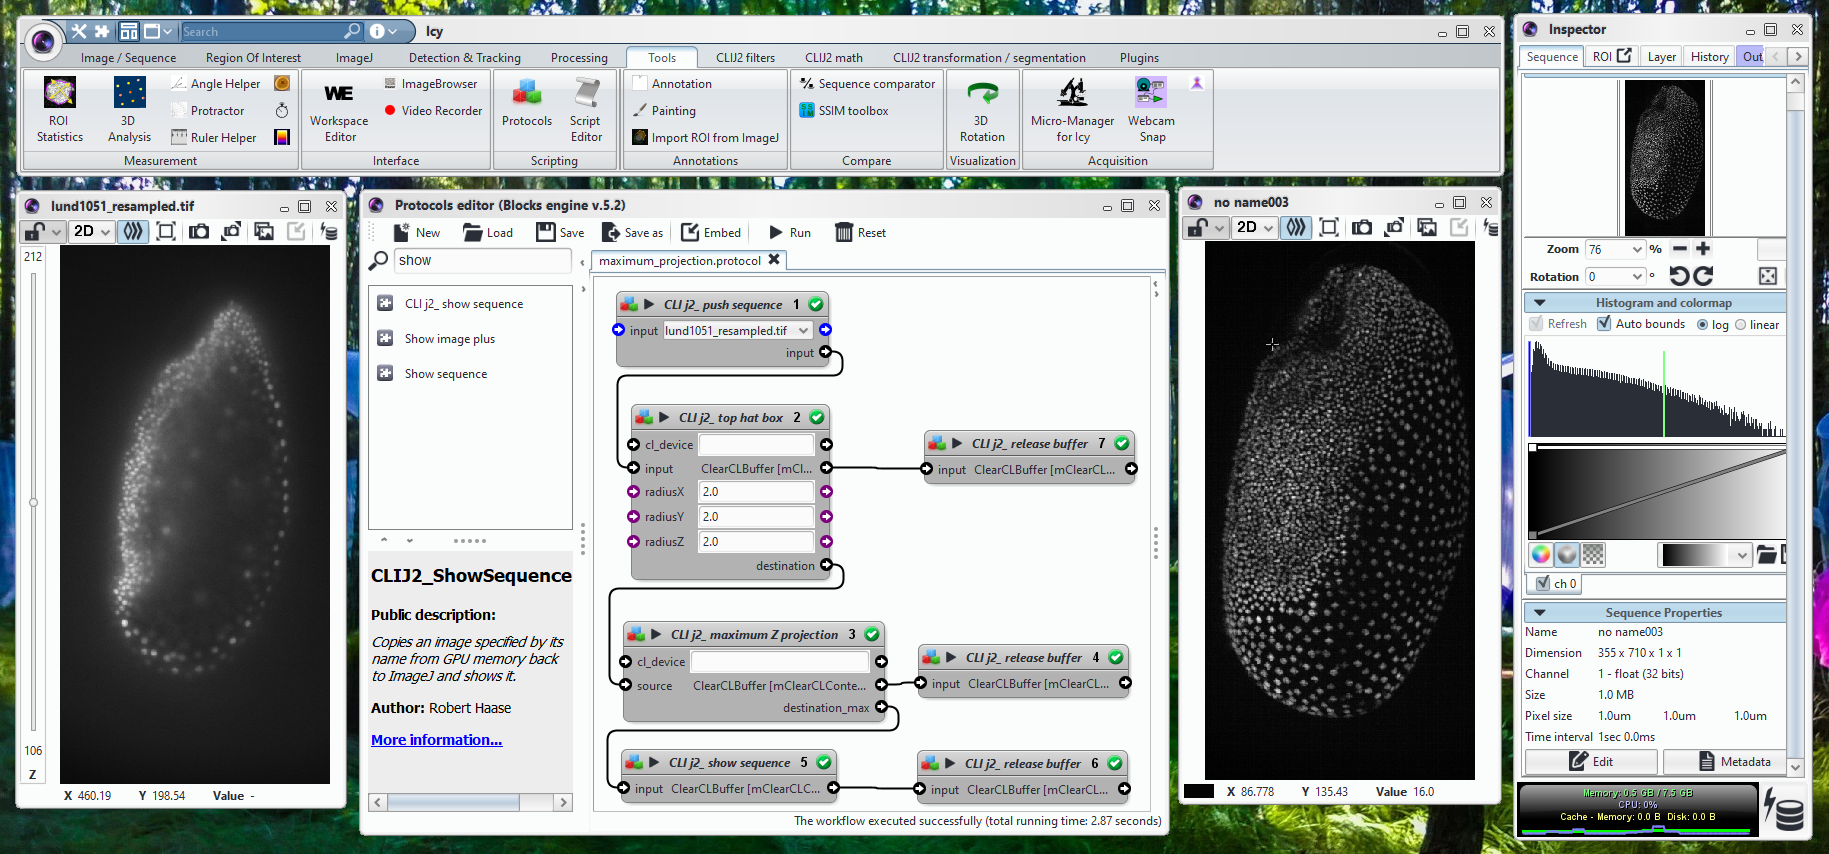 Search
Icy
Image / Sequence
Region Of Interest
ImageJ
Detection & Tracking
Processing
Tools
CLIJ2 filters
CLIJ2 math
CLIJ2 transformation / segmentation
Plugins
ROI
Statistics
3D
Analysis
Angle Helper
Protractor
Ruler Helper
Measurement
WE
Workspace
Editor
ImageBrowser
Video Recorder
Interface
Protocols
Script
Editor
Scripting
Annotation
Painting
Import ROI from ImageJ
Annotations
Sequence comparator
SSIM toolbox
Compare
3D
Rotation
Visualization
Micro-Manager
for Icy
Webcam
Snap
Acquisition
lund1051_resampled.tif
2D
212
106
Z
X 460.19 Y 198.54 Value -
Protocols editor (Blocks engine v.5.2)
New
Load
Save
Save as
Embed
Run
Reset
show
CLI j2_ show sequence
Show image plus
Show sequence
CLIJ2_ShowSequence
Public description:
Copies an image specified by its
name from GPU memory back
to ImageJ and shows it.
Author: Robert Haase
More information...
maximum_projection.protocol
CLI j2_ push sequence 1
input lund1051_resampled.tif
input
CLI j2_ top hat box 2
cl_device
input ClearCLBuffer [mCl...
radiusX 2.0
radiusY 2.0
radiusZ 2.0
destination
CLI j2_ release buffer 7
input ClearCLBuffer [mClearCL...
CLI j2_ maximum Z projection 3
cl_device
source ClearCLBuffer [mClearCLConte...
destination_max
CLI j2_ release buffer 4
input ClearCLBuffer [mClearCL...
CLI j2_ show sequence 5
input ClearCLBuffer [mClearCLC...
CLI j2_ release buffer 6
input ClearCLBuffer [mClearCL...
The workflow executed successfully (total running time: 2.87 seconds)
no name003
2D
X 86.778 Y 135.43 Value 16.0
Inspector
Sequence
ROI
Layer
History
Out
Zoom 76 %
Rotation 0 °
Histogram and colormap
Refresh
Auto bounds
log
linear
ch 0
Sequence Properties
Name no name003
Dimension 355 x 710 x 1 x 1
Channel 1 - float (32 bits)
Size 1.0 MB
Pixel size 1.0um 1.0um 1.0um
Time interval 1sec 0.0ms
Edit
Metadata
Memory: 0.5 GB / 7.5 GB
CPU: 0%
Cache - Memory: 0.0 B Disk: 0.0 B